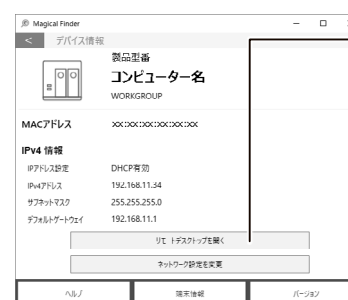 Magical Finder
< デバイス情報
製品型番
コンピューター名
WORKGROUP
MACアドレス xx:xx:xx:xx:xx:xx
IPv4 情報
IPアドレス設定 DHCP有効
IPv4アドレス 192.168.11.34
サブネットマスク 255.255.255.0
デフォルトゲートウェイ 192.168.11.1
リモートデスクトップを開く
ネットワーク設定を変更
ヘルプ 端末情報 バージョン